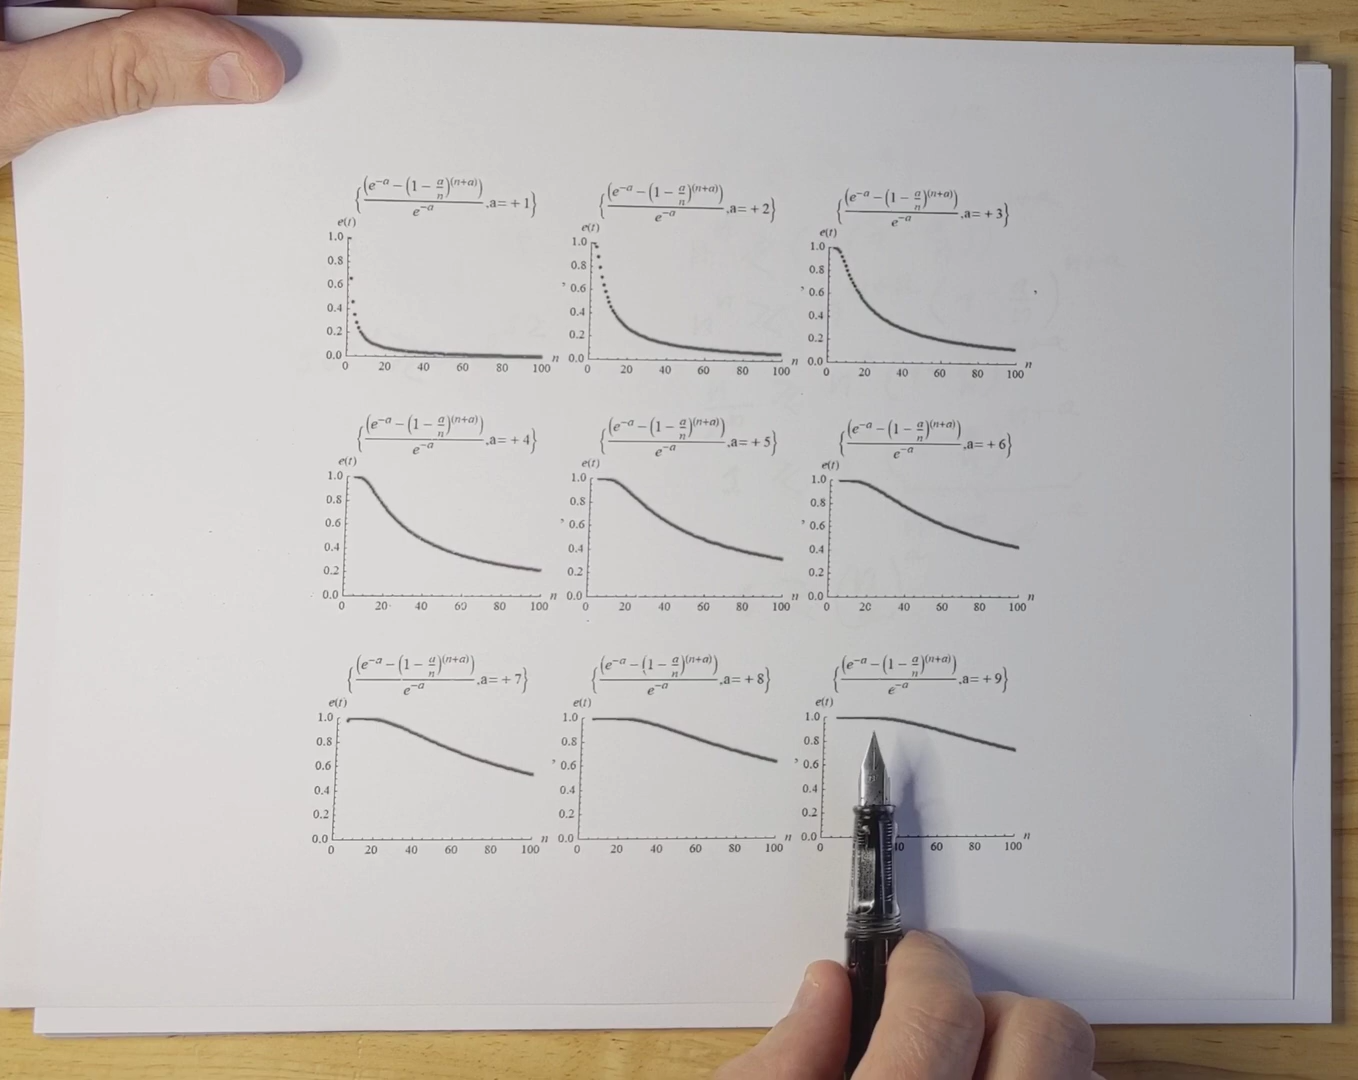 {(e^{-a} - (1 - a/n)^{(n+a)}) / e^{-a}, a= + 1}
e(t)
1.0
0.8
0.6
0.4
0.2
0.0
0 20 40 60 80 100 n
,
{(e^{-a} - (1 - a/n)^{(n+a)}) / e^{-a}, a= + 2}
e(t)
1.0
0.8
0.6
0.4
0.2
0.0
0 20 40 60 80 100 n
,
{(e^{-a} - (1 - a/n)^{(n+a)}) / e^{-a}, a= + 3}
e(t)
1.0
0.8
0.6
0.4
0.2
0.0
0 20 40 60 80 100 n
,
{(e^{-a} - (1 - a/n)^{(n+a)}) / e^{-a}, a= + 4}
e(t)
1.0
0.8
0.6
0.4
0.2
0.0
0 20 40 60 80 100 n
,
{(e^{-a} - (1 - a/n)^{(n+a)}) / e^{-a}, a= + 5}
e(t)
1.0
0.8
0.6
0.4
0.2
0.0
0 20 40 60 80 100 n
,
{(e^{-a} - (1 - a/n)^{(n+a)}) / e^{-a}, a= + 6}
e(t)
1.0
0.8
0.6
0.4
0.2
0.0
0 20 40 60 80 100 n
{(e^{-a} - (1 - a/n)^{(n+a)}) / e^{-a}, a= + 7}
e(t)
1.0
0.8
0.6
0.4
0.2
0.0
0 20 40 60 80 100 n
,
{(e^{-a} - (1 - a/n)^{(n+a)}) / e^{-a}, a= + 8}
e(t)
1.0
0.8
0.6
0.4
0.2
0.0
0 20 40 60 80 100 n
,
{(e^{-a} - (1 - a/n)^{(n+a)}) / e^{-a}, a= + 9}
e(t)
1.0
0.8
0.6
0.4
0.2
0.0
0 60 80 100 n